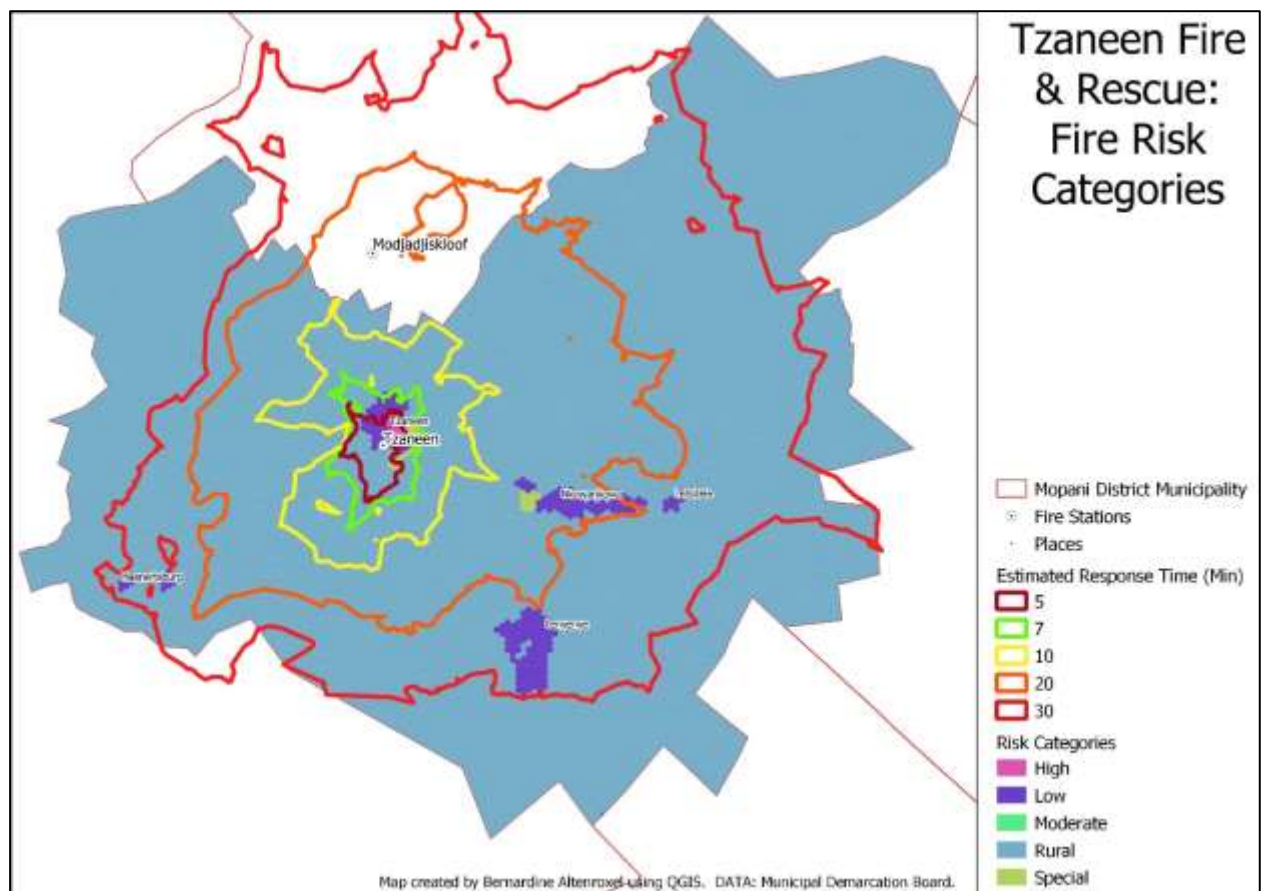 Tzaneen Fire
& Rescue:
Fire Risk
Categories
Modjadjiskloof
Tzaneen
Tzaneen
Mopani District Municipality
Fire Stations
Places
Estimated Response Time (Min)
5
7
10
20
30
Risk Categories
High
Low
Moderate
Rural
Special
Map created by Bernardine Altenroxel using QGIS. DATA: Municipal Demarcation Board.